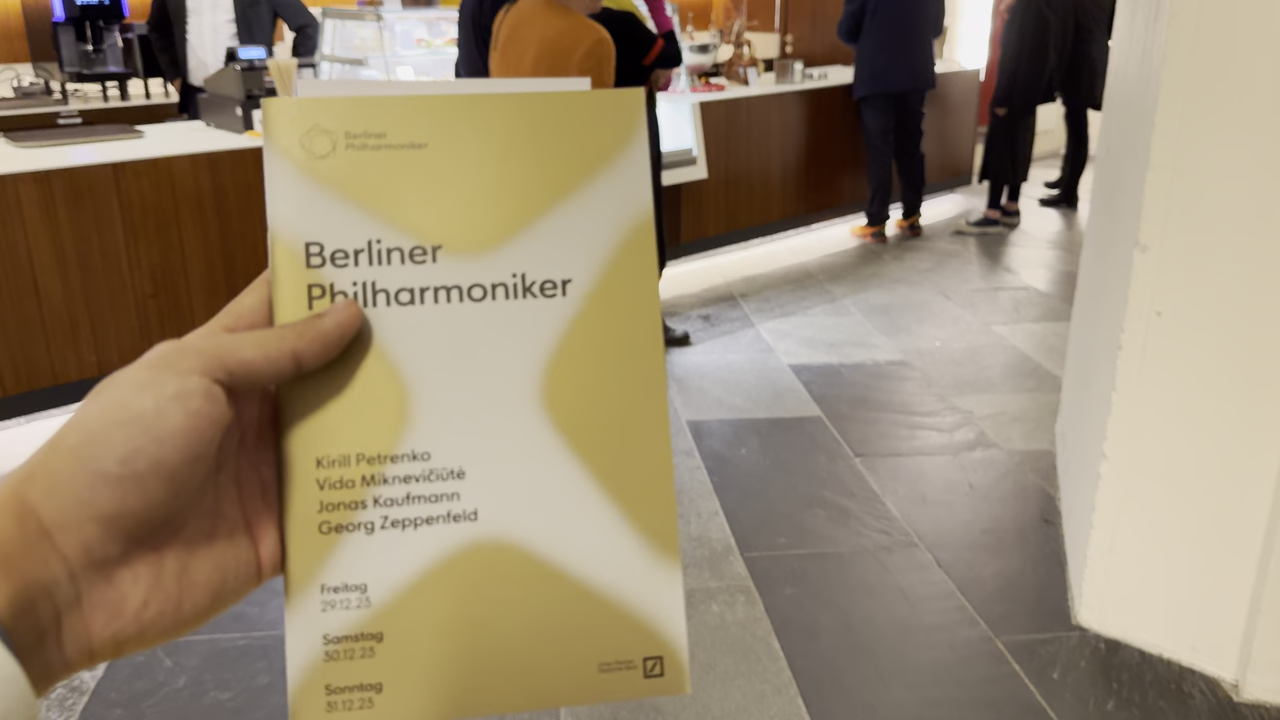 Berliner
Philharmoniker
Berliner
Philharmoniker
Kirill Petrenko
Vida Miknevičiūtė
Jonas Kaufmann
Georg Zeppenfeld
Freitag
29.12.23
Samstag
30.12.23
Sonntag
31.12.23